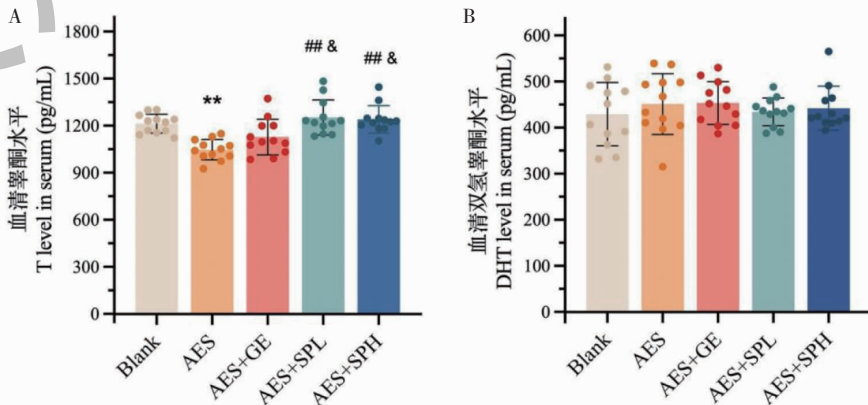 A
血清睾酮水平
T level in serum (pg/mL)
1800
1500
1200
900
600
300
0
**
## &
## &
Blank
AES
AES+GE
AES+SPL
AES+SPH
B
血清双氢睾酮水平
DHT level in serum (pg/mL)
600
500
400
300
200
100
0
Blank
AES
AES+GE
AES+SPL
AES+SPH